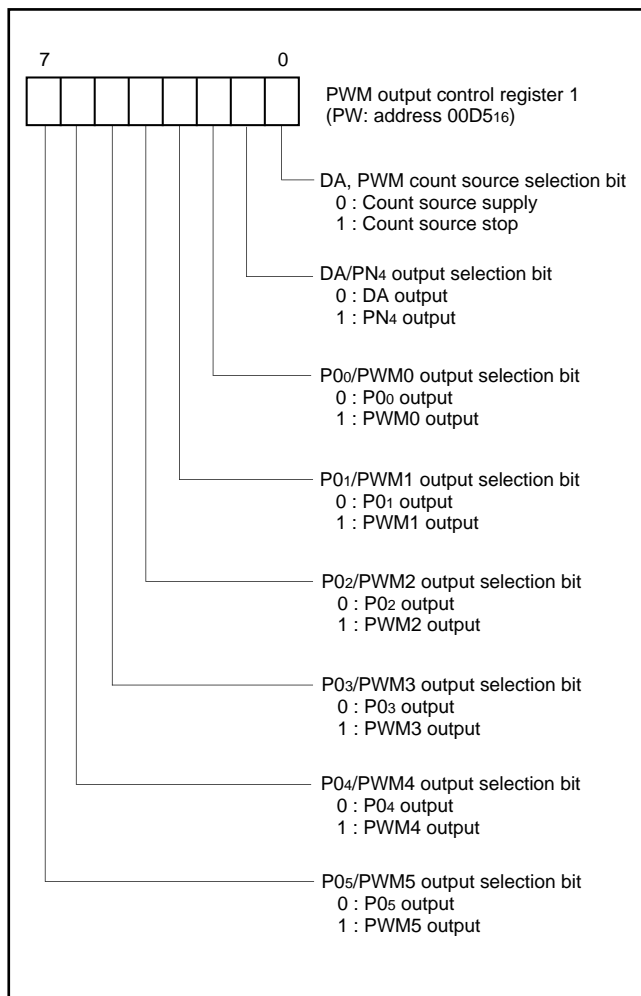 7 0
PWM output control register 1
(PW: address 00D5₁₆)
DA, PWM count source selection bit
0 : Count source supply
1 : Count source stop
DA/PN₄ output selection bit
0 : DA output
1 : PN₄ output
P0₀/PWM0 output selection bit
0 : P0₀ output
1 : PWM0 output
P0₁/PWM1 output selection bit
0 : P0₁ output
1 : PWM1 output
P0₂/PWM2 output selection bit
0 : P0₂ output
1 : PWM2 output
P0₃/PWM3 output selection bit
0 : P0₃ output
1 : PWM3 output
P0₄/PWM4 output selection bit
0 : P0₄ output
1 : PWM4 output
P0₅/PWM5 output selection bit
0 : P0₅ output
1 : PWM5 output